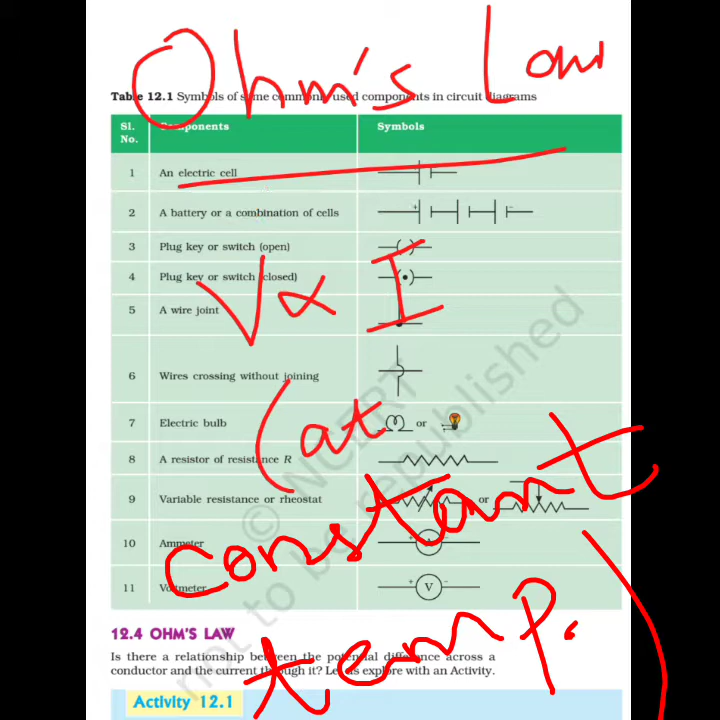 Ohm's Law
Table 12.1 Symbols of some commonly used components in circuit diagrams
Sl. No. Components Symbols
1 An electric cell
2 A battery or a combination of cells + −
3 Plug key or switch (open)
4 Plug key or switch (closed)
V α I
5 A wire joint
6 Wires crossing without joining
(at
7 Electric bulb or
8 A resistor of resistance R
9 Variable resistance or rheostat or
constant
10 Ammeter
11 Voltmeter + V −
temp.)
12.4 OHM'S LAW
Is there a relationship between the potential difference across a
conductor and the current through it? Let us explore with an Activity.
Activity 12.1
© NCERT
not to be republished